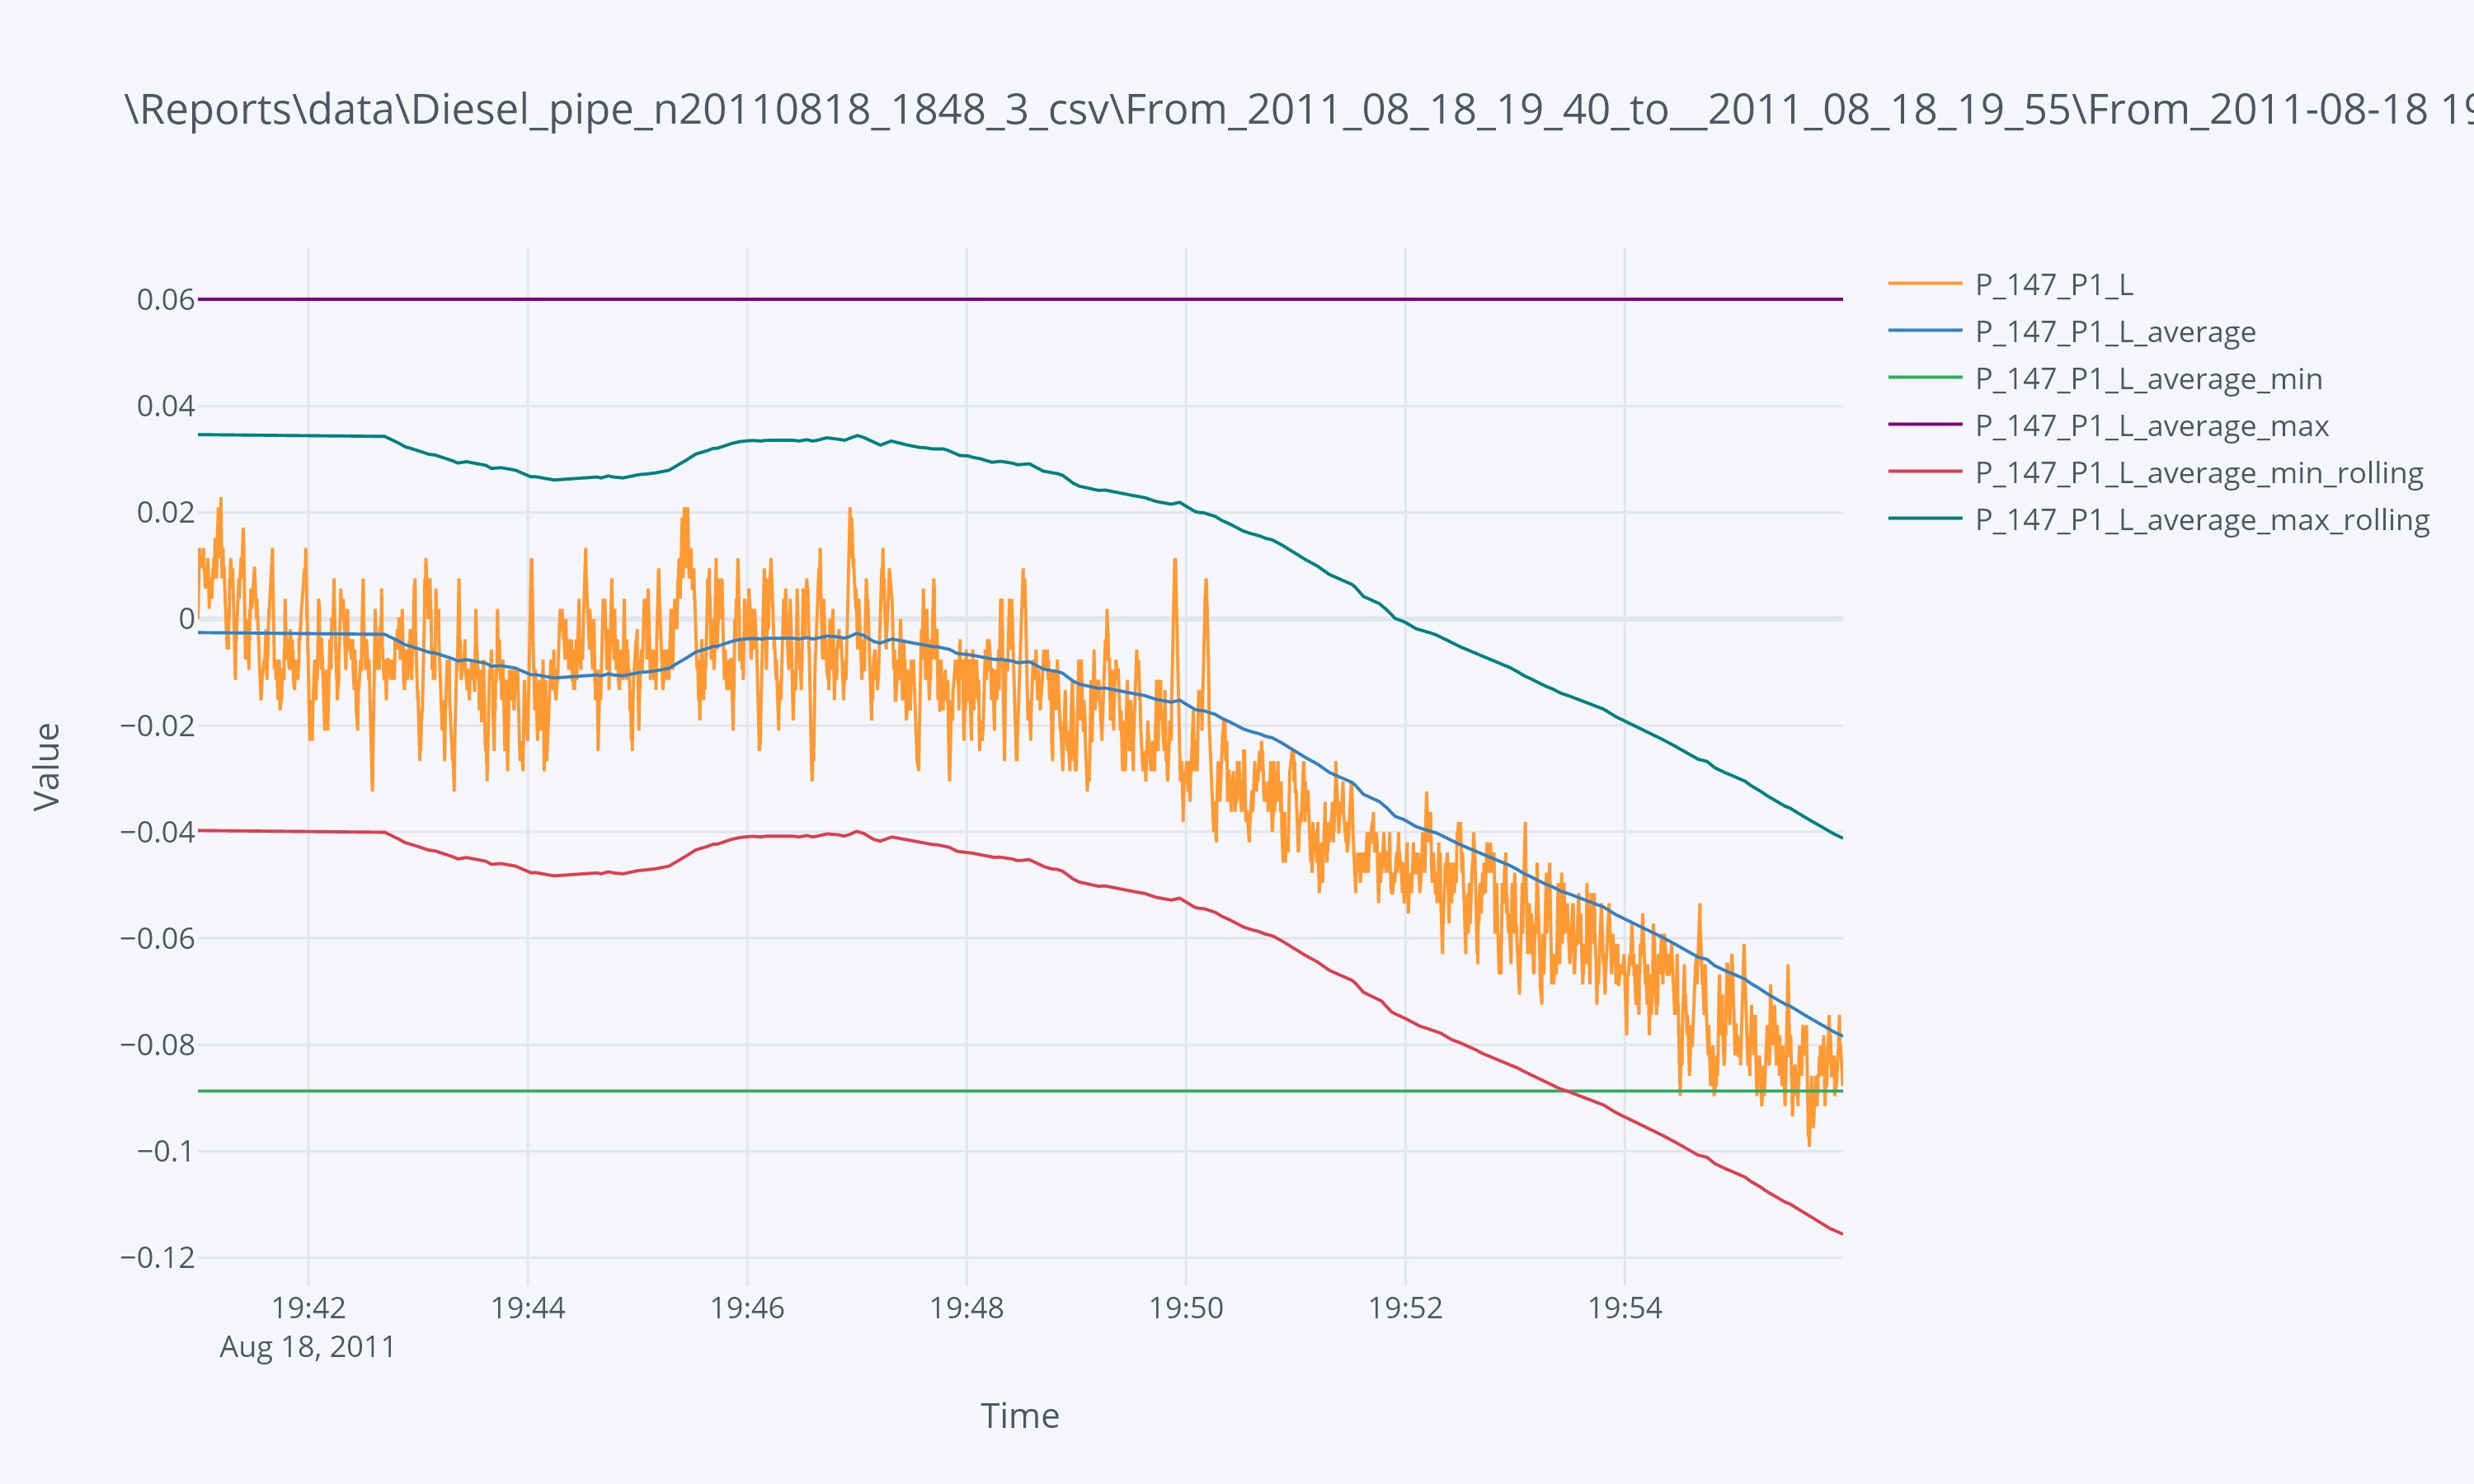 \Reports\data\Diesel_pipe_n20110818_1848_3_csv\From_2011_08_18_19_40_to__2011_08_18_19_55\From_2011-08-18 19
0.06
0.04
0.02
0
−0.02
−0.04
−0.06
−0.08
−0.1
−0.12
Value
19:42
Aug 18, 2011
19:44
19:46
19:48
19:50
19:52
19:54
Time
P_147_P1_L
P_147_P1_L_average
P_147_P1_L_average_min
P_147_P1_L_average_max
P_147_P1_L_average_min_rolling
P_147_P1_L_average_max_rolling